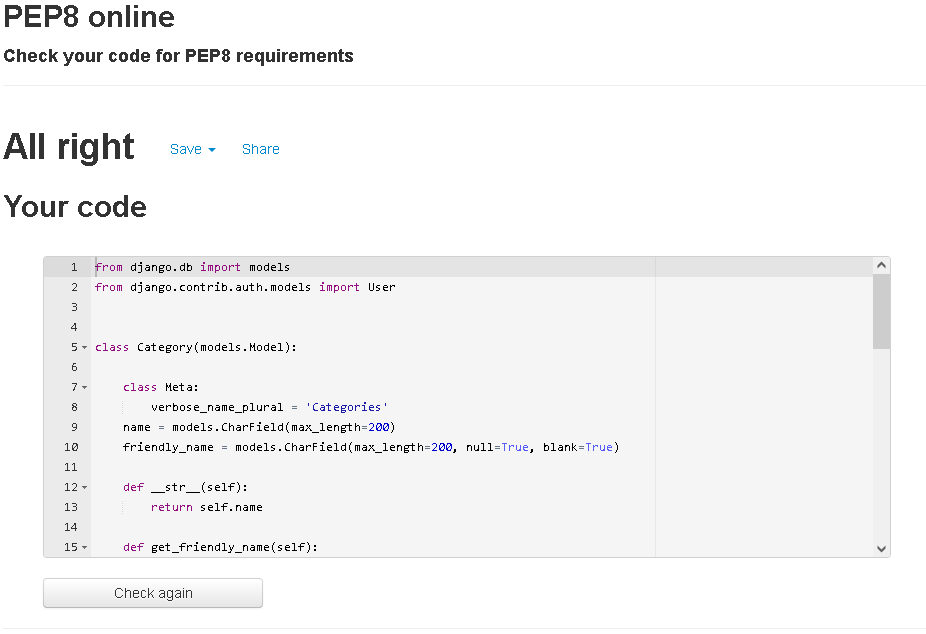 PEP8 online
Check your code for PEP8 requirements
All right Save Share
Your code
1 from django.db import models
2 from django.contrib.auth.models import User
3
4
5 class Category(models.Model):
6
7     class Meta:
8         verbose_name_plural = 'Categories'
9     name = models.CharField(max_length=200)
10     friendly_name = models.CharField(max_length=200, null=True, blank=True)
11
12     def __str__(self):
13         return self.name
14
15     def get_friendly_name(self):
Check again